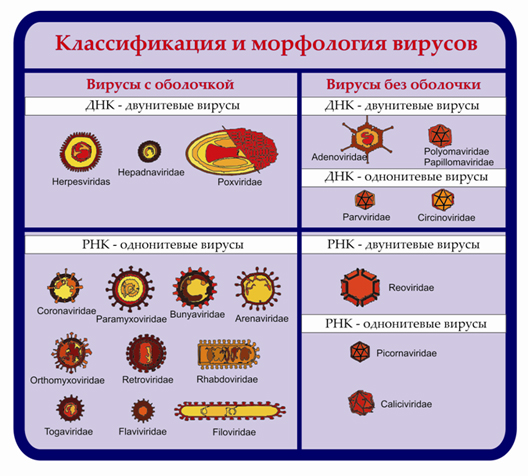 Классификация и морфология вирусов
Вирусы с оболочкой
ДНК - двунитевые вирусы
Herpesviridas
Hepadnaviridae
Poxviridae
РНК - однонитевые вирусы
Coronaviridae
Paramyxoviridae
Bunyaviridae
Arenaviridae
Orthomyxoviridae
Retroviridae
Rhabdoviridae
Togaviridae
Flaviviridae
Filoviridae
Вирусы без оболочки
ДНК - двунитевые вирусы
Adenoviridae
Polyomaviridae
Papillomaviridae
ДНК - однонитевые вирусы
Parvviridae
Circinoviridae
РНК - двунитевые вирусы
Reoviridae
РНК - однонитевые вирусы
Picornaviridae
Caliciviridae